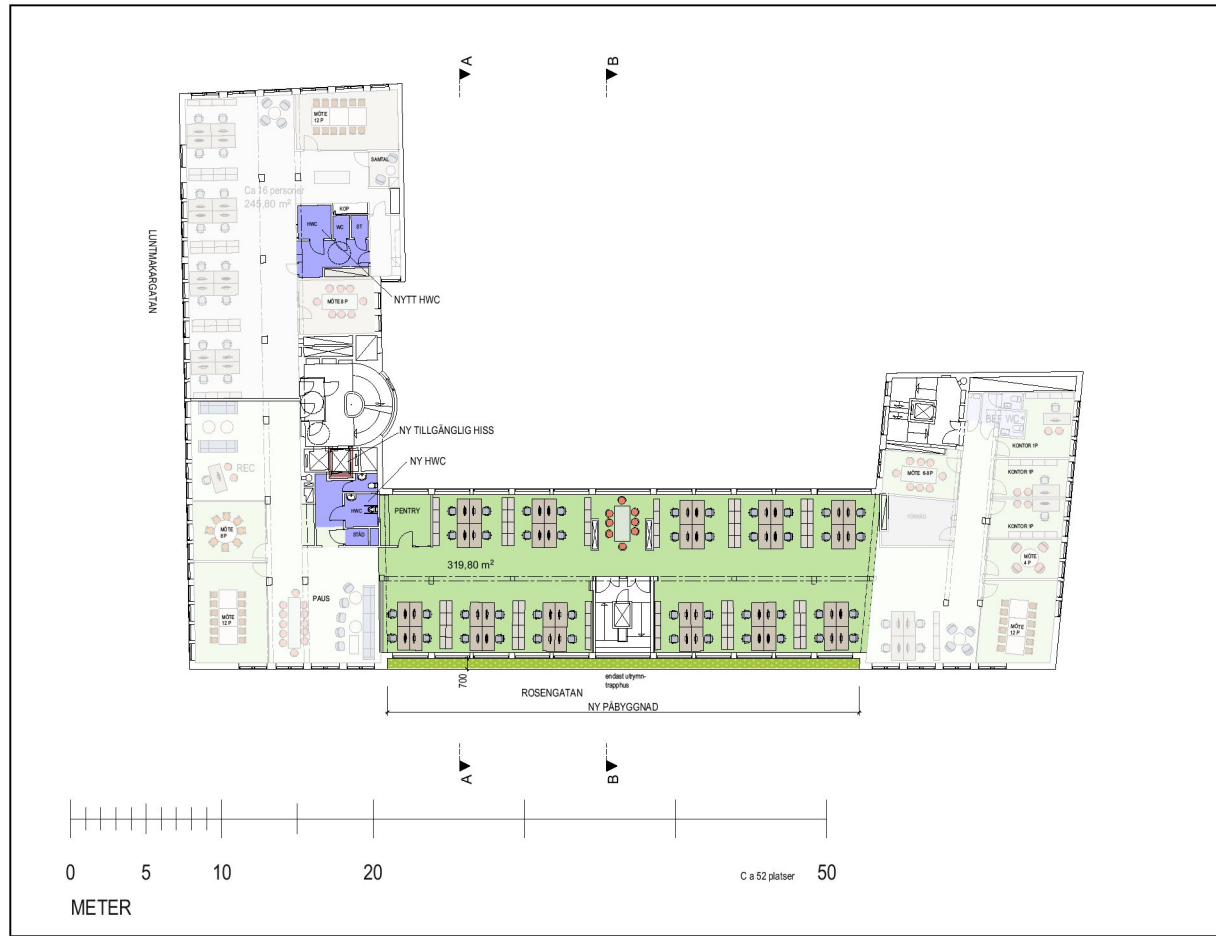 A
B
MÖTE
12 P
SAMTAL
Ca 16 personer
245,80 m²
KOP
HWC
WC
ST
LUNTMAKARGATAN
NYTT HWC
MÖTE 8 P
NY TILLGÄNGLIG HISS
REC
NY HWC
HWC
PENTRY
STÄD
MÖTE
8 P
319,80 m²
PAUS
MÖTE
12 P
KONTOR 1P
MÖTE 6-8 P
KONTOR 1P
FÖRRÅD
KONTOR 1P
MÖTE
4 P
MÖTE
12 P
700
endast utrymn-
trapphus
ROSENGATAN
NY PÅBYGGNAD
A
B
0
5
10
20
C a 52 platser
50
METER